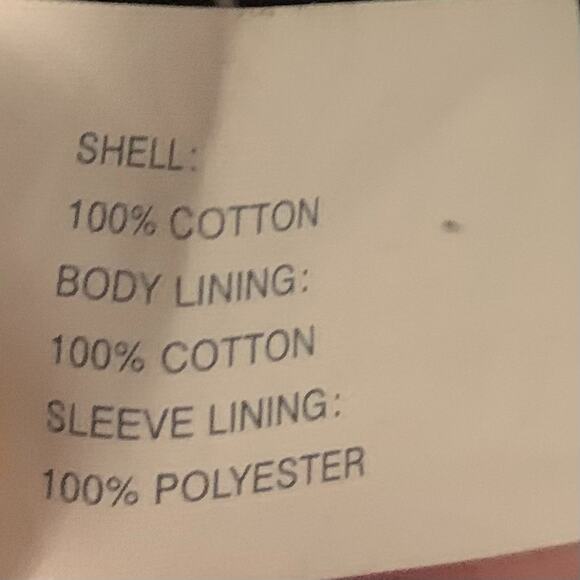 SHELL:
100% COTTON
BODY LINING:
100% COTTON
SLEEVE LINING:
100% POLYESTER